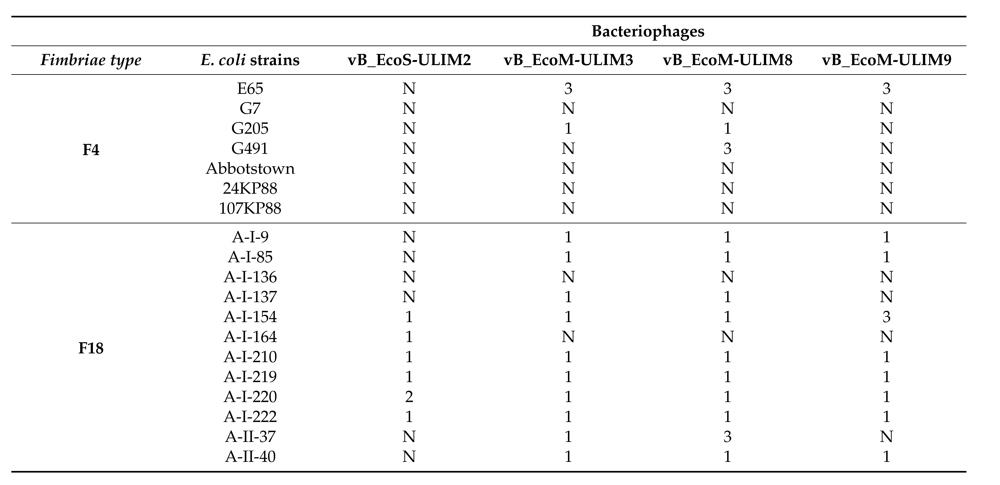 Bacteriophages
Fimbriae type E. coli strains vB_EcoS-ULIM2 vB_EcoM-ULIM3 vB_EcoM-ULIM8 vB_EcoM-ULIM9
E65 N 3 3 3
G7 N N N N
G205 N 1 1 N
F4
G491 N N 3 N
Abbotstown N N N N
24KP88 N N N N
107KP88 N N N N
A-I-9 N 1 1 1
A-I-85 N 1 1 1
A-I-136 N N N N
A-I-137 N 1 1 N
A-I-154 1 1 1 3
A-I-164 1 N N N
F18
A-I-210 1 1 1 1
A-I-219 1 1 1 1
A-I-220 2 1 1 1
A-I-222 1 1 1 1
A-II-37 N 1 3 N
A-II-40 N 1 1 1